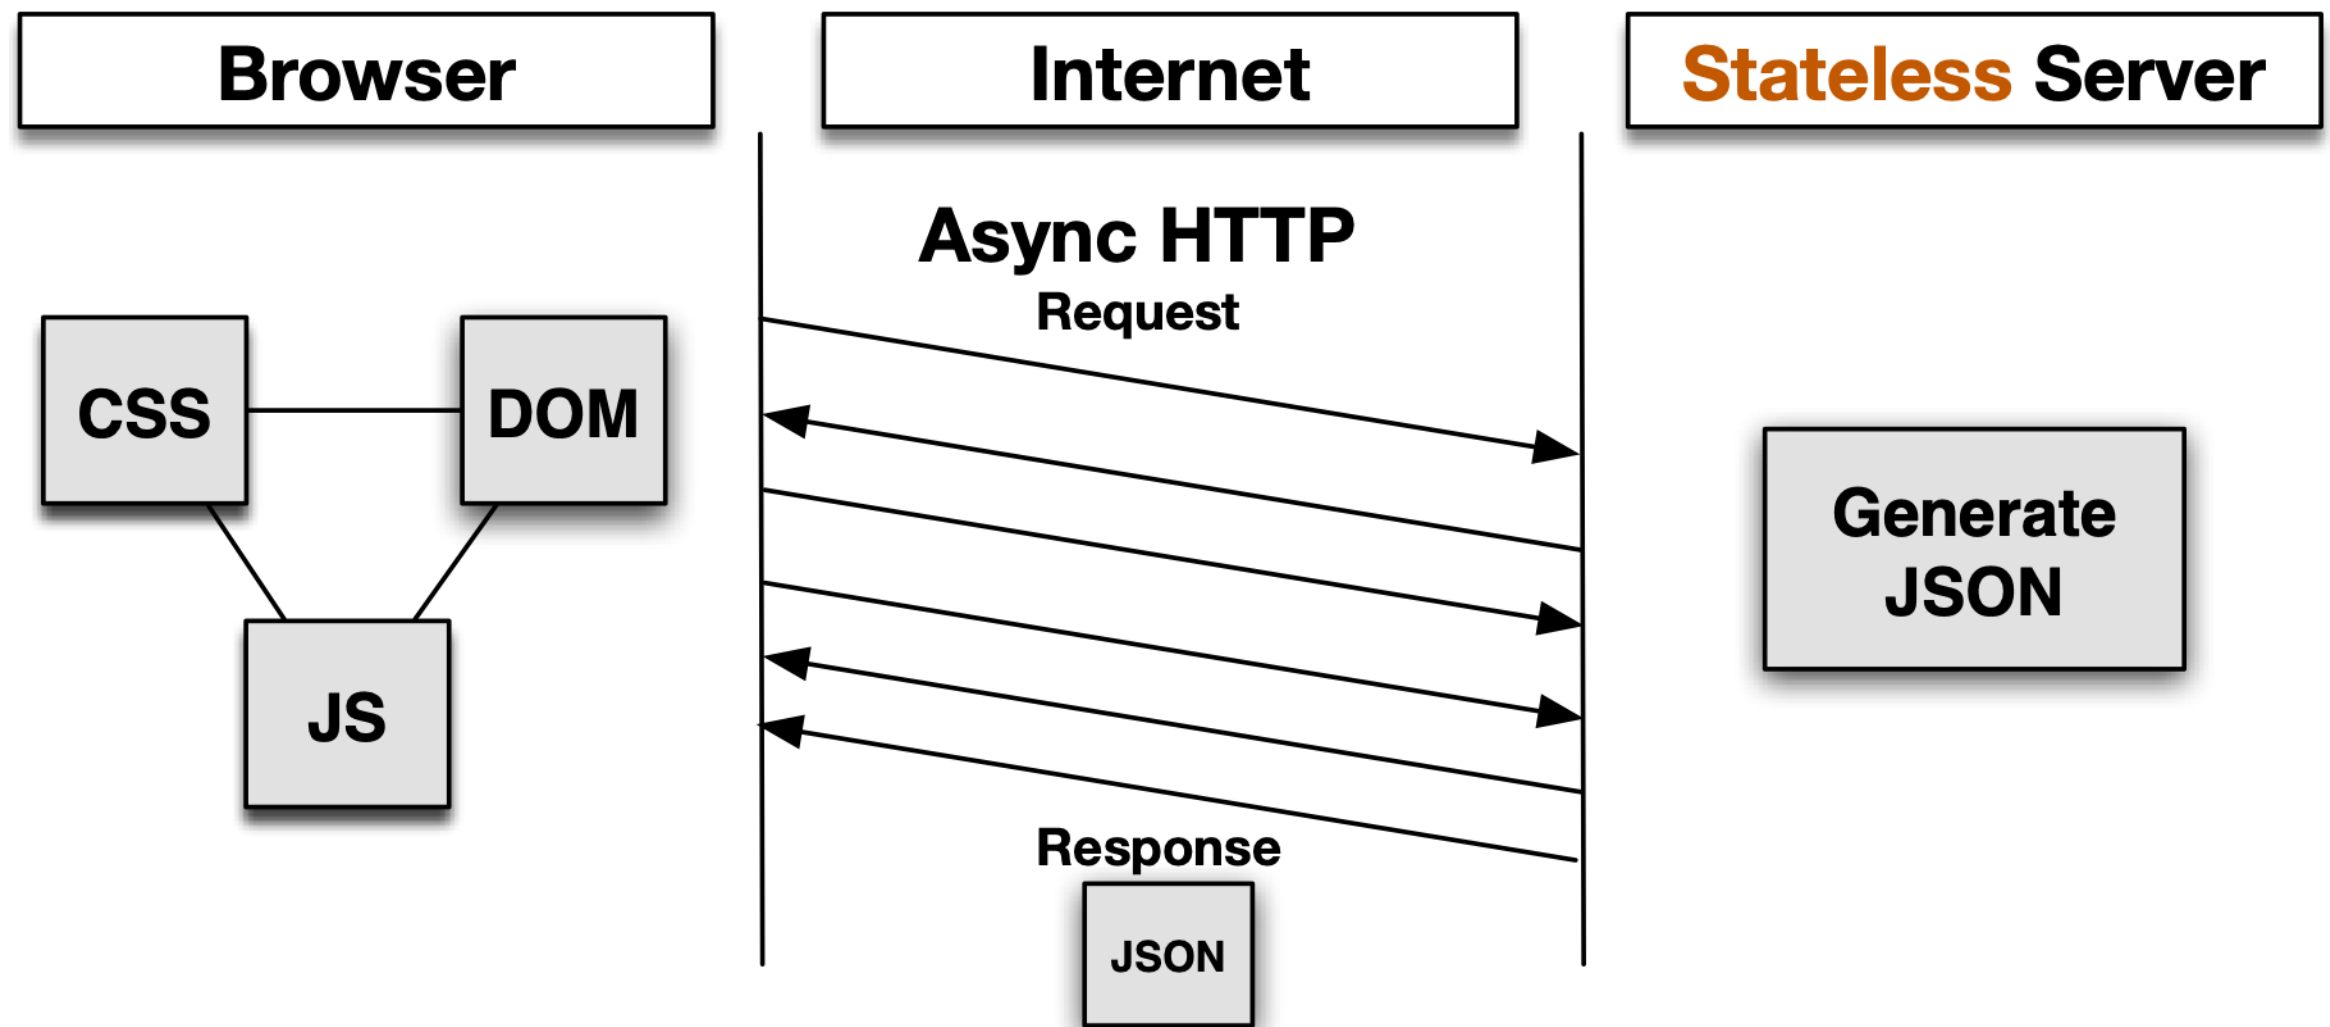 Browser
Internet
Stateless Server
Async HTTP
Request
CSS
DOM
JS
Generate
JSON
Response
JSON